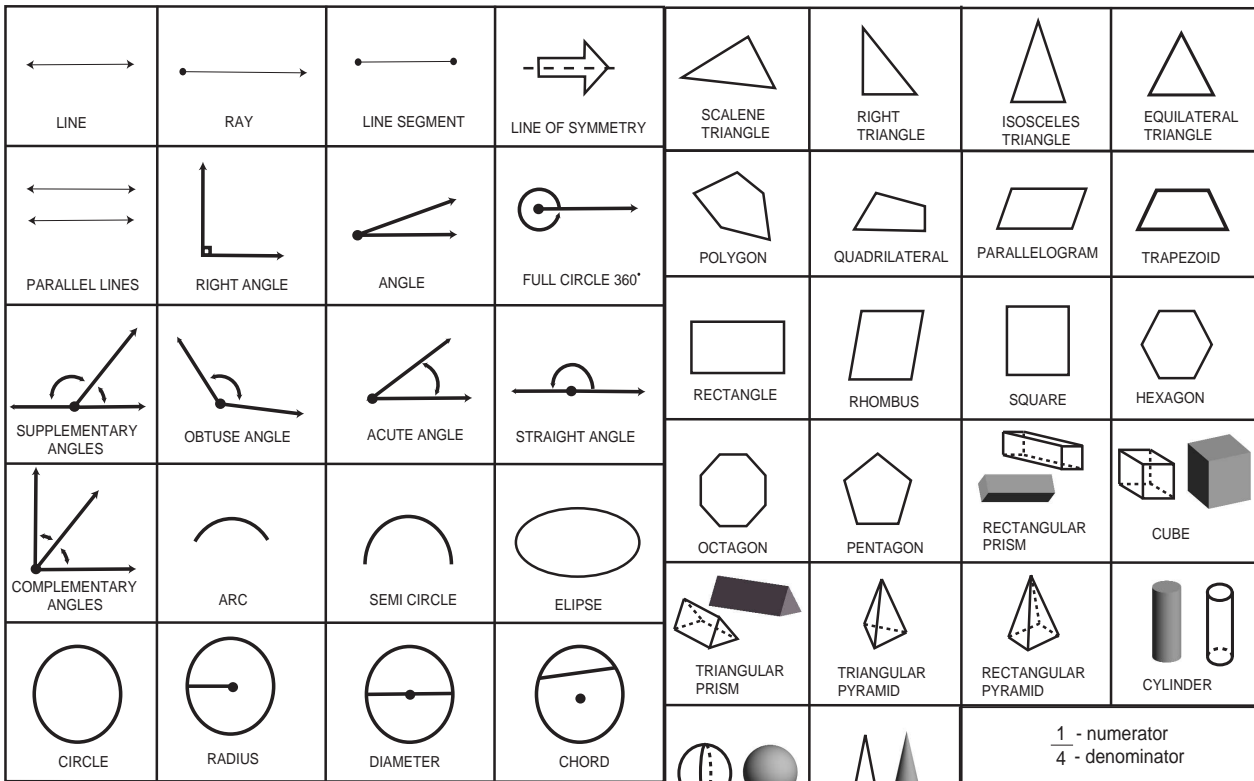 LINE
RAY
LINE SEGMENT
LINE OF SYMMETRY
PARALLEL LINES
RIGHT ANGLE
ANGLE
FULL CIRCLE 360°
SUPPLEMENTARY
ANGLES
OBTUSE ANGLE
ACUTE ANGLE
STRAIGHT ANGLE
COMPLEMENTARY
ANGLES
ARC
SEMI CIRCLE
ELIPSE
CIRCLE
RADIUS
DIAMETER
CHORD
SCALENE
TRIANGLE
RIGHT
TRIANGLE
ISOSCELES
TRIANGLE
EQUILATERAL
TRIANGLE
POLYGON
QUADRILATERAL
PARALLELOGRAM
TRAPEZOID
RECTANGLE
RHOMBUS
SQUARE
HEXAGON
OCTAGON
PENTAGON
RECTANGULAR
PRISM
CUBE
TRIANGULAR
PRISM
TRIANGULAR
PYRAMID
RECTANGULAR
PYRAMID
CYLINDER
1 - numerator
4 - denominator